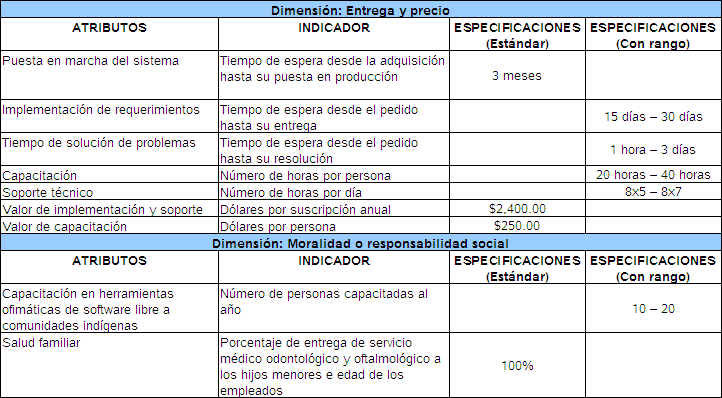 Dimensión: Entrega y precio
ATRIBUTOS INDICADOR ESPECIFICACIONES (Estándar) ESPECIFICACIONES (Con rango)
Puesta en marcha del sistema
Tiempo de espera desde la adquisición
hasta su puesta en producción
3 meses
Implementación de requerimientos
Tiempo de espera desde el pedido
hasta su entrega
15 días – 30 días
Tiempo de solución de problemas
Tiempo de espera desde el pedido
hasta su resolución
1 hora – 3 días
Capacitación Número de horas por persona 20 horas – 40 horas
Soporte técnico Número de horas por día 8x5 – 8x7
Valor de implementación y soporte Dólares por suscripción anual $2,400.00
Valor de capacitación Dólares por persona $250.00
Dimensión: Moralidad o responsabilidad social
ATRIBUTOS INDICADOR ESPECIFICACIONES (Estándar) ESPECIFICACIONES (Con rango)
Capacitación en herramientas
ofimáticas de software libre a
comunidades indígenas
Número de personas capacitadas al
año
10 – 20
Salud familiar
Porcentaje de entrega de servicio
médico odontológico y oftalmológico a
los hijos menores e edad de los
empleados
100%